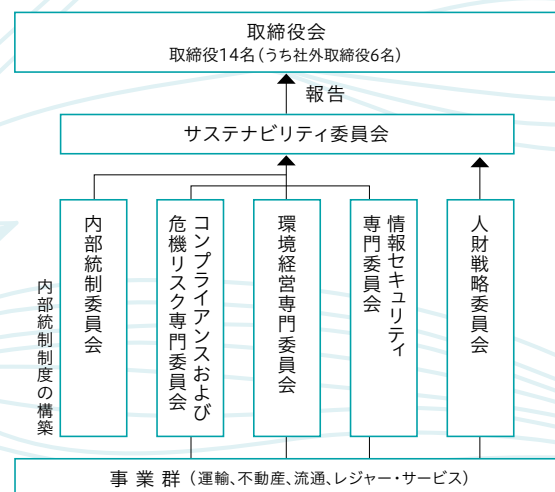 取締役会
取締役14名（うち社外取締役6名）
報告
サステナビリティ委員会
内部統制制度の構築
内部統制委員会
コンプライアンスおよび
危機リスク専門委員会
環境経営専門委員会
情報セキュリティ
専門委員会
人財戦略委員会
事業群（運輸、不動産、流通、レジャー・サービス）